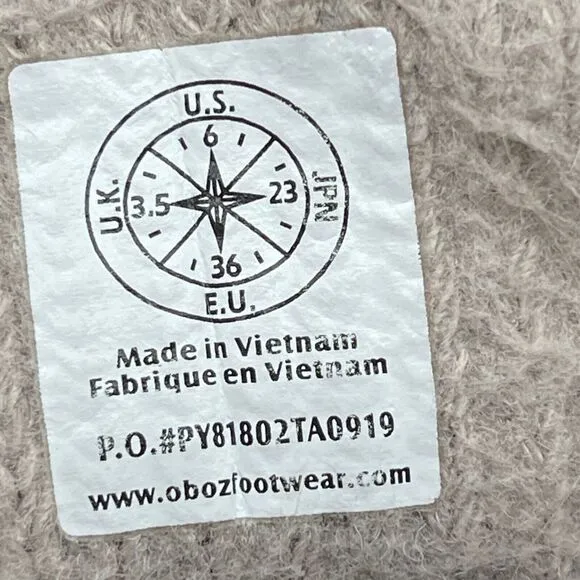 U.S.
6
U.K.
3.5
23
JPN
36
E.U.
Made in Vietnam
Fabrique en Vietnam
P.O.#PY81802TA0919
www.obozfootwear.com